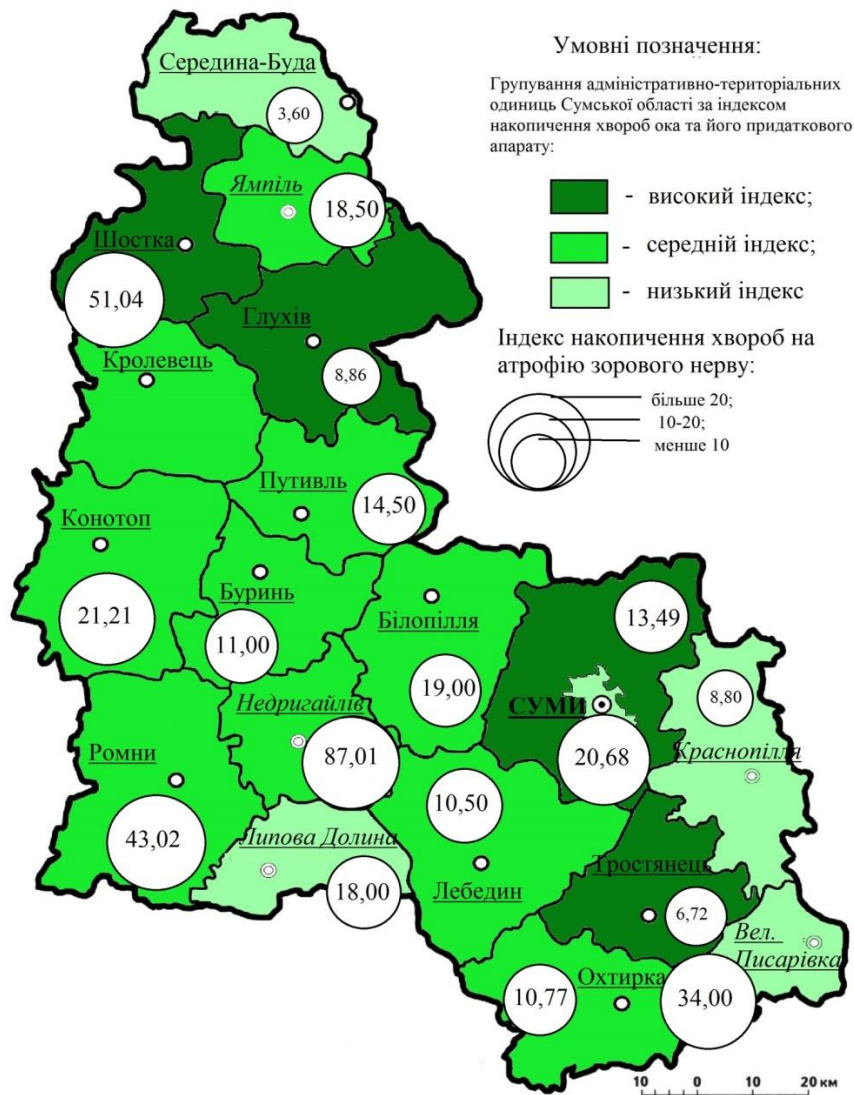 Умовні позначення:
Групування адміністративно-територіальних
одиниць Сумської області за індексом
накопичення хвороб ока та його придаткового
апарату:
- високий індекс;
- середній індекс;
- низький індекс
Індекс накопичення хвороб на
атрофію зорового нерву:
більше 20;
10-20;
менше 10
Середина-Буда
3,60
Ямпіль
18,50
Шостка
51,04
Глухів
8,86
Кролевець
Путивль
14,50
Конотоп
21,21
Буринь
11,00
Білопілля
19,00
13,49
СУМИ
20,68
8,80
Краснопілля
Недригайлів
87,01
Ромни
43,02
Липова Долина
18,00
10,50
Лебедин
Тростянець
6,72
Вел.
Писарівка
34,00
Охтирка
10,77
10 0 10 20 км